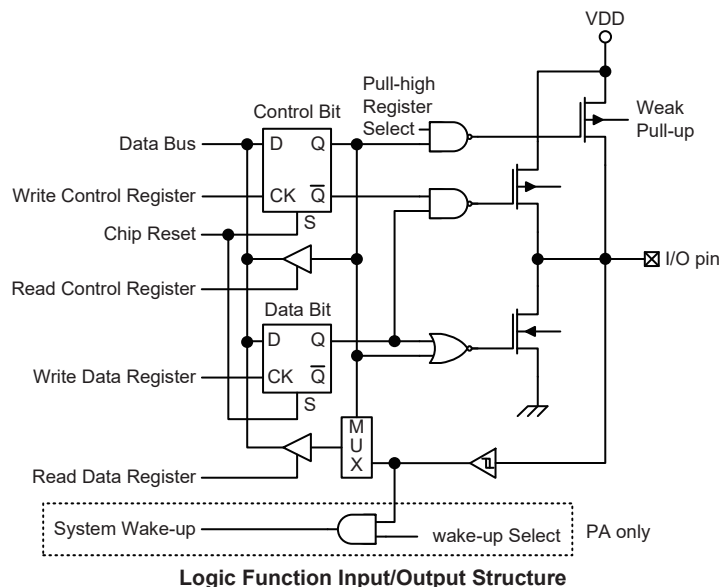 VDD
Pull-high
Register
Select
Weak
Pull-up
Control Bit
Data Bus
D Q
Write Control Register
CK Q
S
Chip Reset
I/O pin
Read Control Register
Data Bit
D Q
Write Data Register
CK Q
S
M
U
X
Read Data Register
System Wake-up
wake-up Select
PA only
Logic Function Input/Output Structure